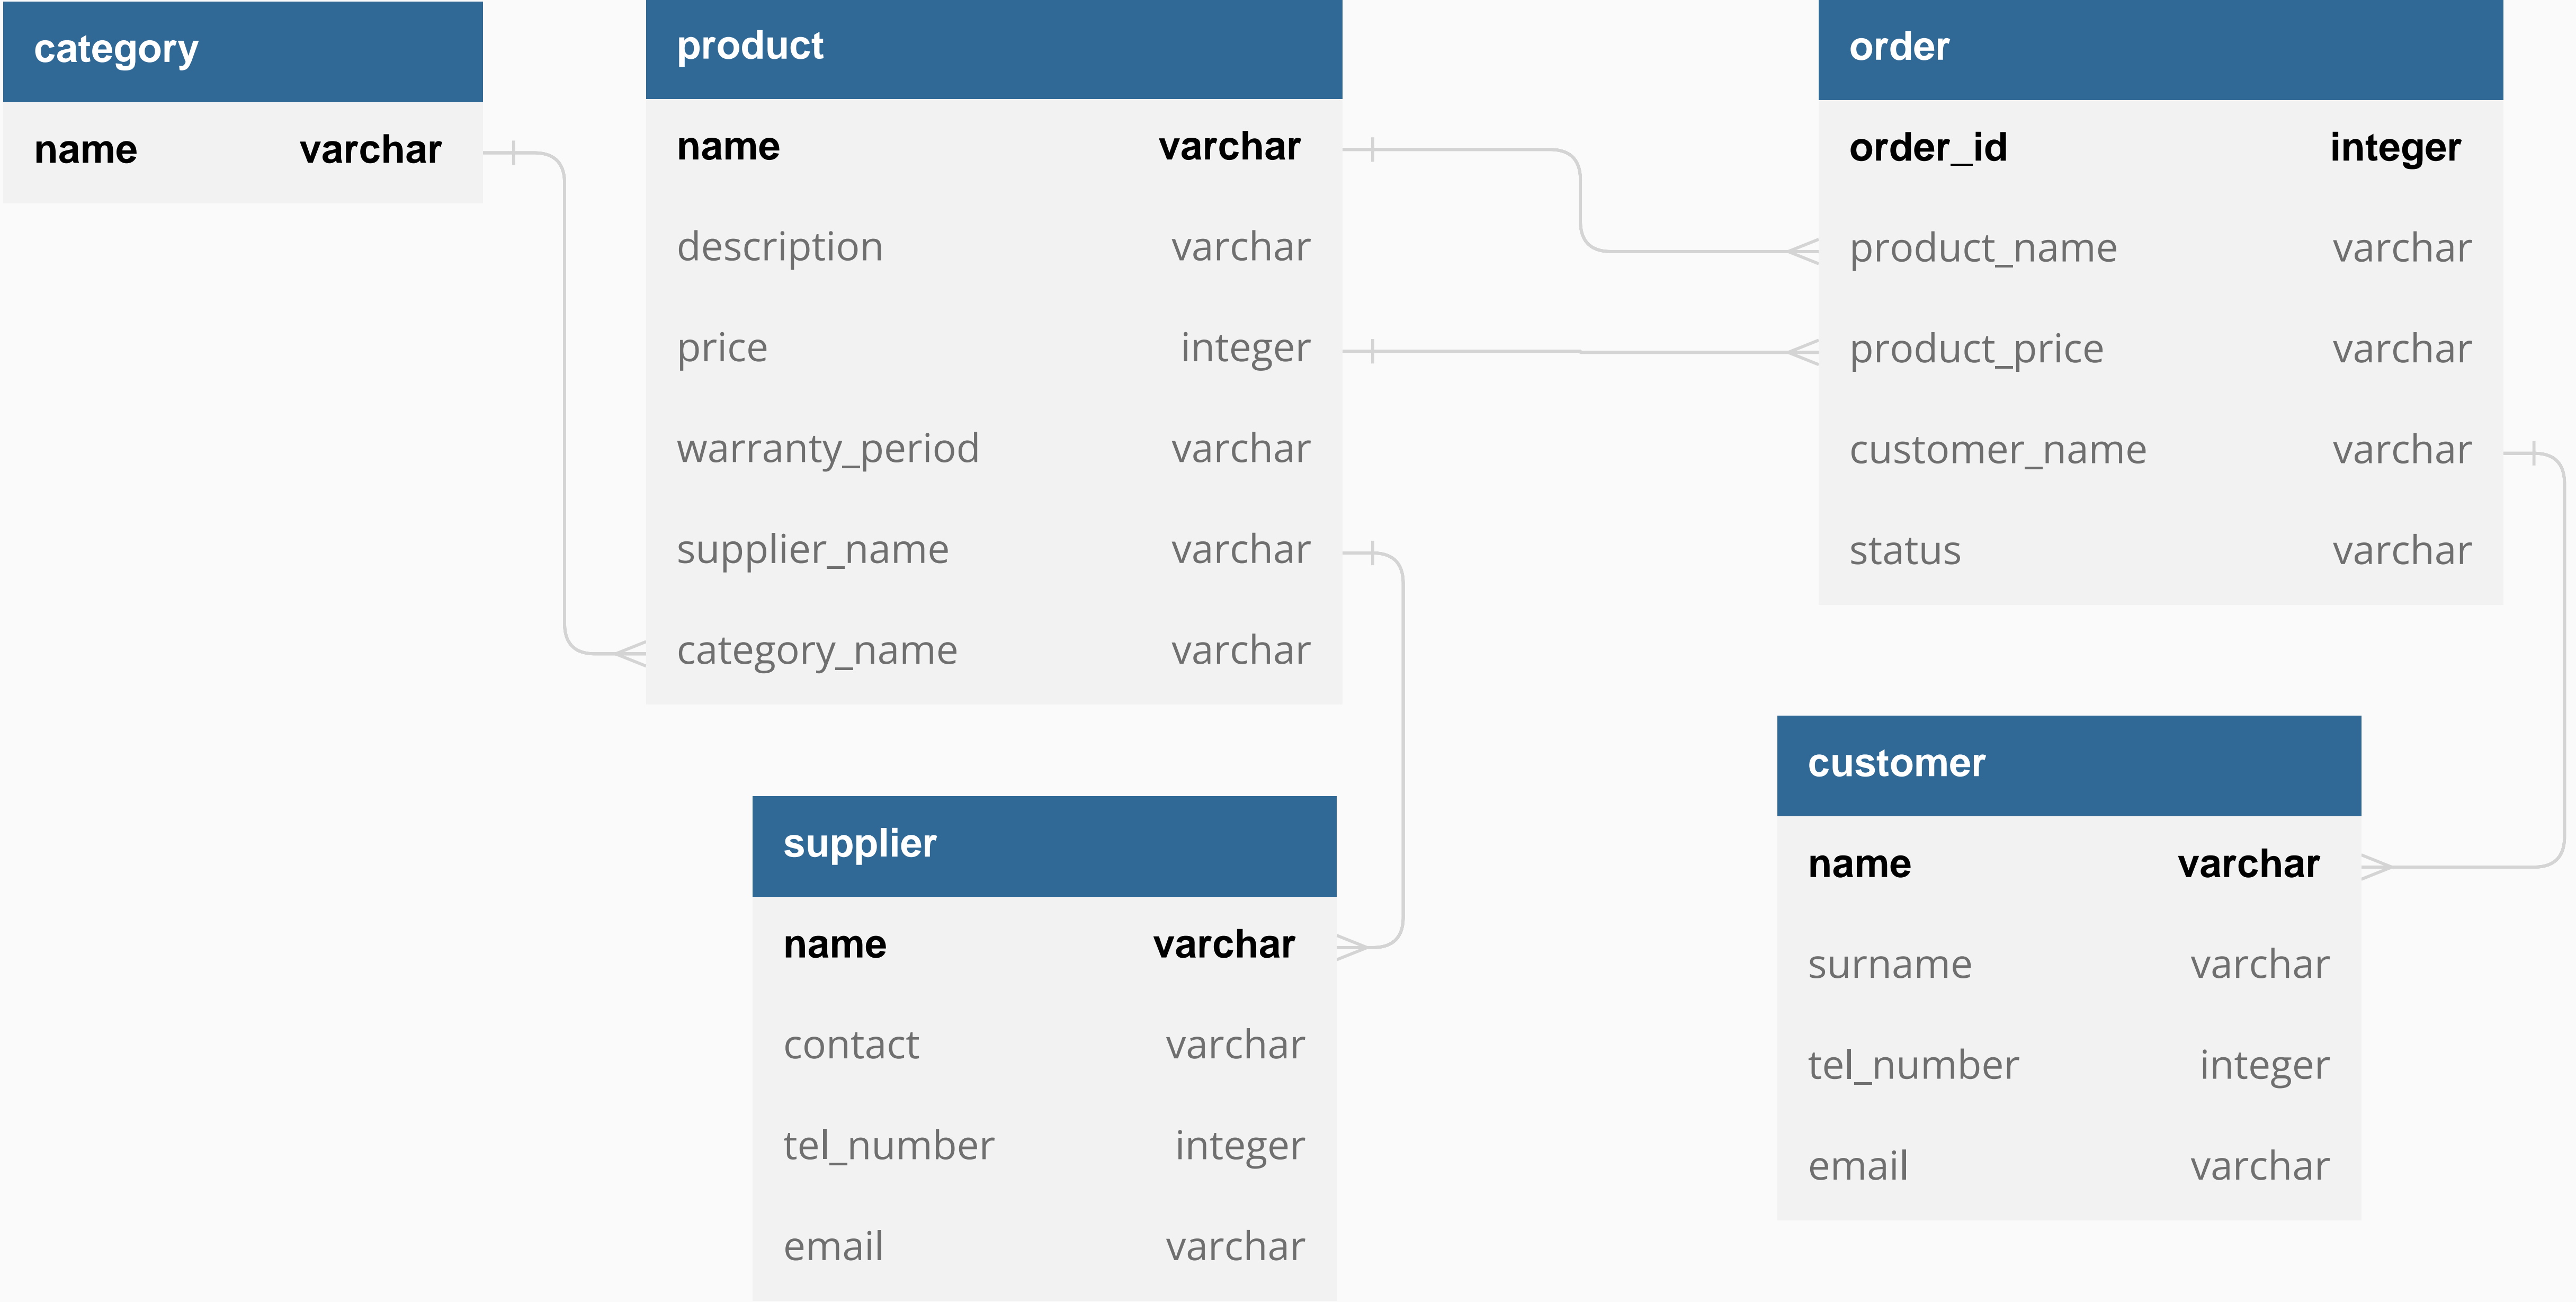 category
name varchar
product
name varchar
description varchar
price integer
warranty_period varchar
supplier_name varchar
category_name varchar
order
order_id integer
product_name varchar
product_price varchar
customer_name varchar
status varchar
supplier
name varchar
contact varchar
tel_number integer
email varchar
customer
name varchar
surname varchar
tel_number integer
email varchar